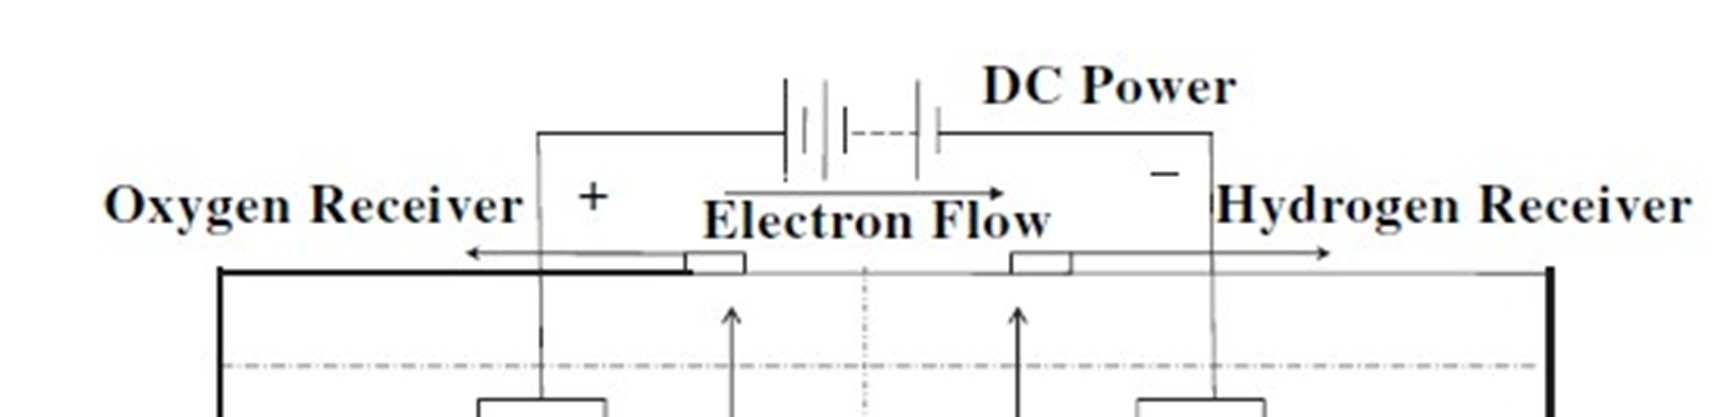 DC Power
+
−
Oxygen Receiver
Electron Flow
Hydrogen Receiver